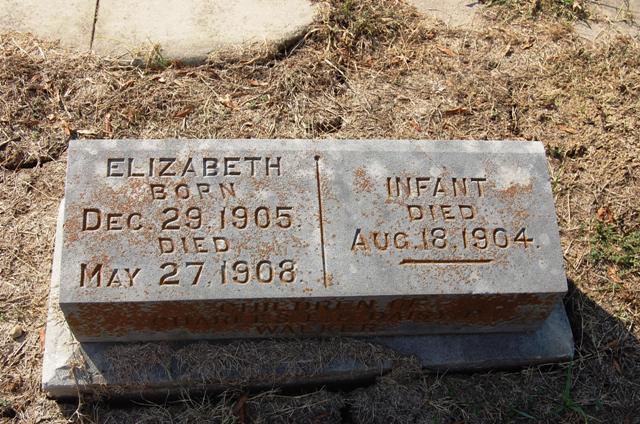 ELIZABETH
BORN
DEC. 29, 1905.
DIED
MAY 27, 1908.
INFANT
DIED
AUG. 18, 1904.
CHILDREN OF
WALKER